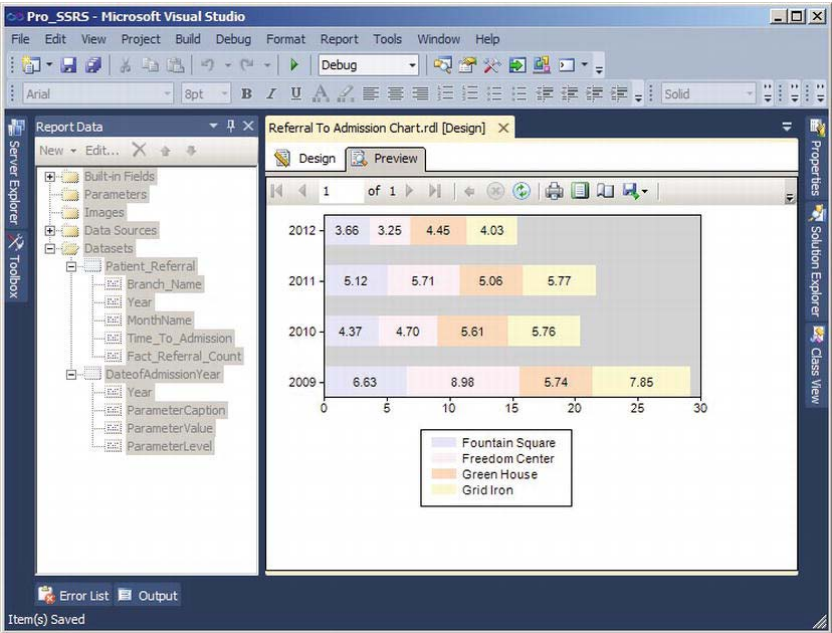 Pro_SSRS - Microsoft Visual Studio
File Edit View Project Build Debug Format Report Tools Window Help
Debug
Arial 8pt B I U A Solid
Server Explorer
Toolbox
Report Data
New Edit...
Built-in Fields
Parameters
Images
Data Sources
Datasets
Patient_Referral
Branch_Name
Year
MonthName
Time_To_Admission
Fact_Referral_Count
DateofAdmissionYear
Year
ParameterCaption
ParameterValue
ParameterLevel
Referral To Admission Chart.rdl [Design]
Design Preview
1 of 1
2012 3.66 3.25 4.45 4.03
2011 5.12 5.71 5.06 5.77
2010 4.37 4.70 5.61 5.76
2009 6.63 8.98 5.74 7.85
0 5 10 15 20 25 30
Fountain Square
Freedom Center
Green House
Grid Iron
Properties
Solution Explorer
Class View
Error List Output
Item(s) Saved